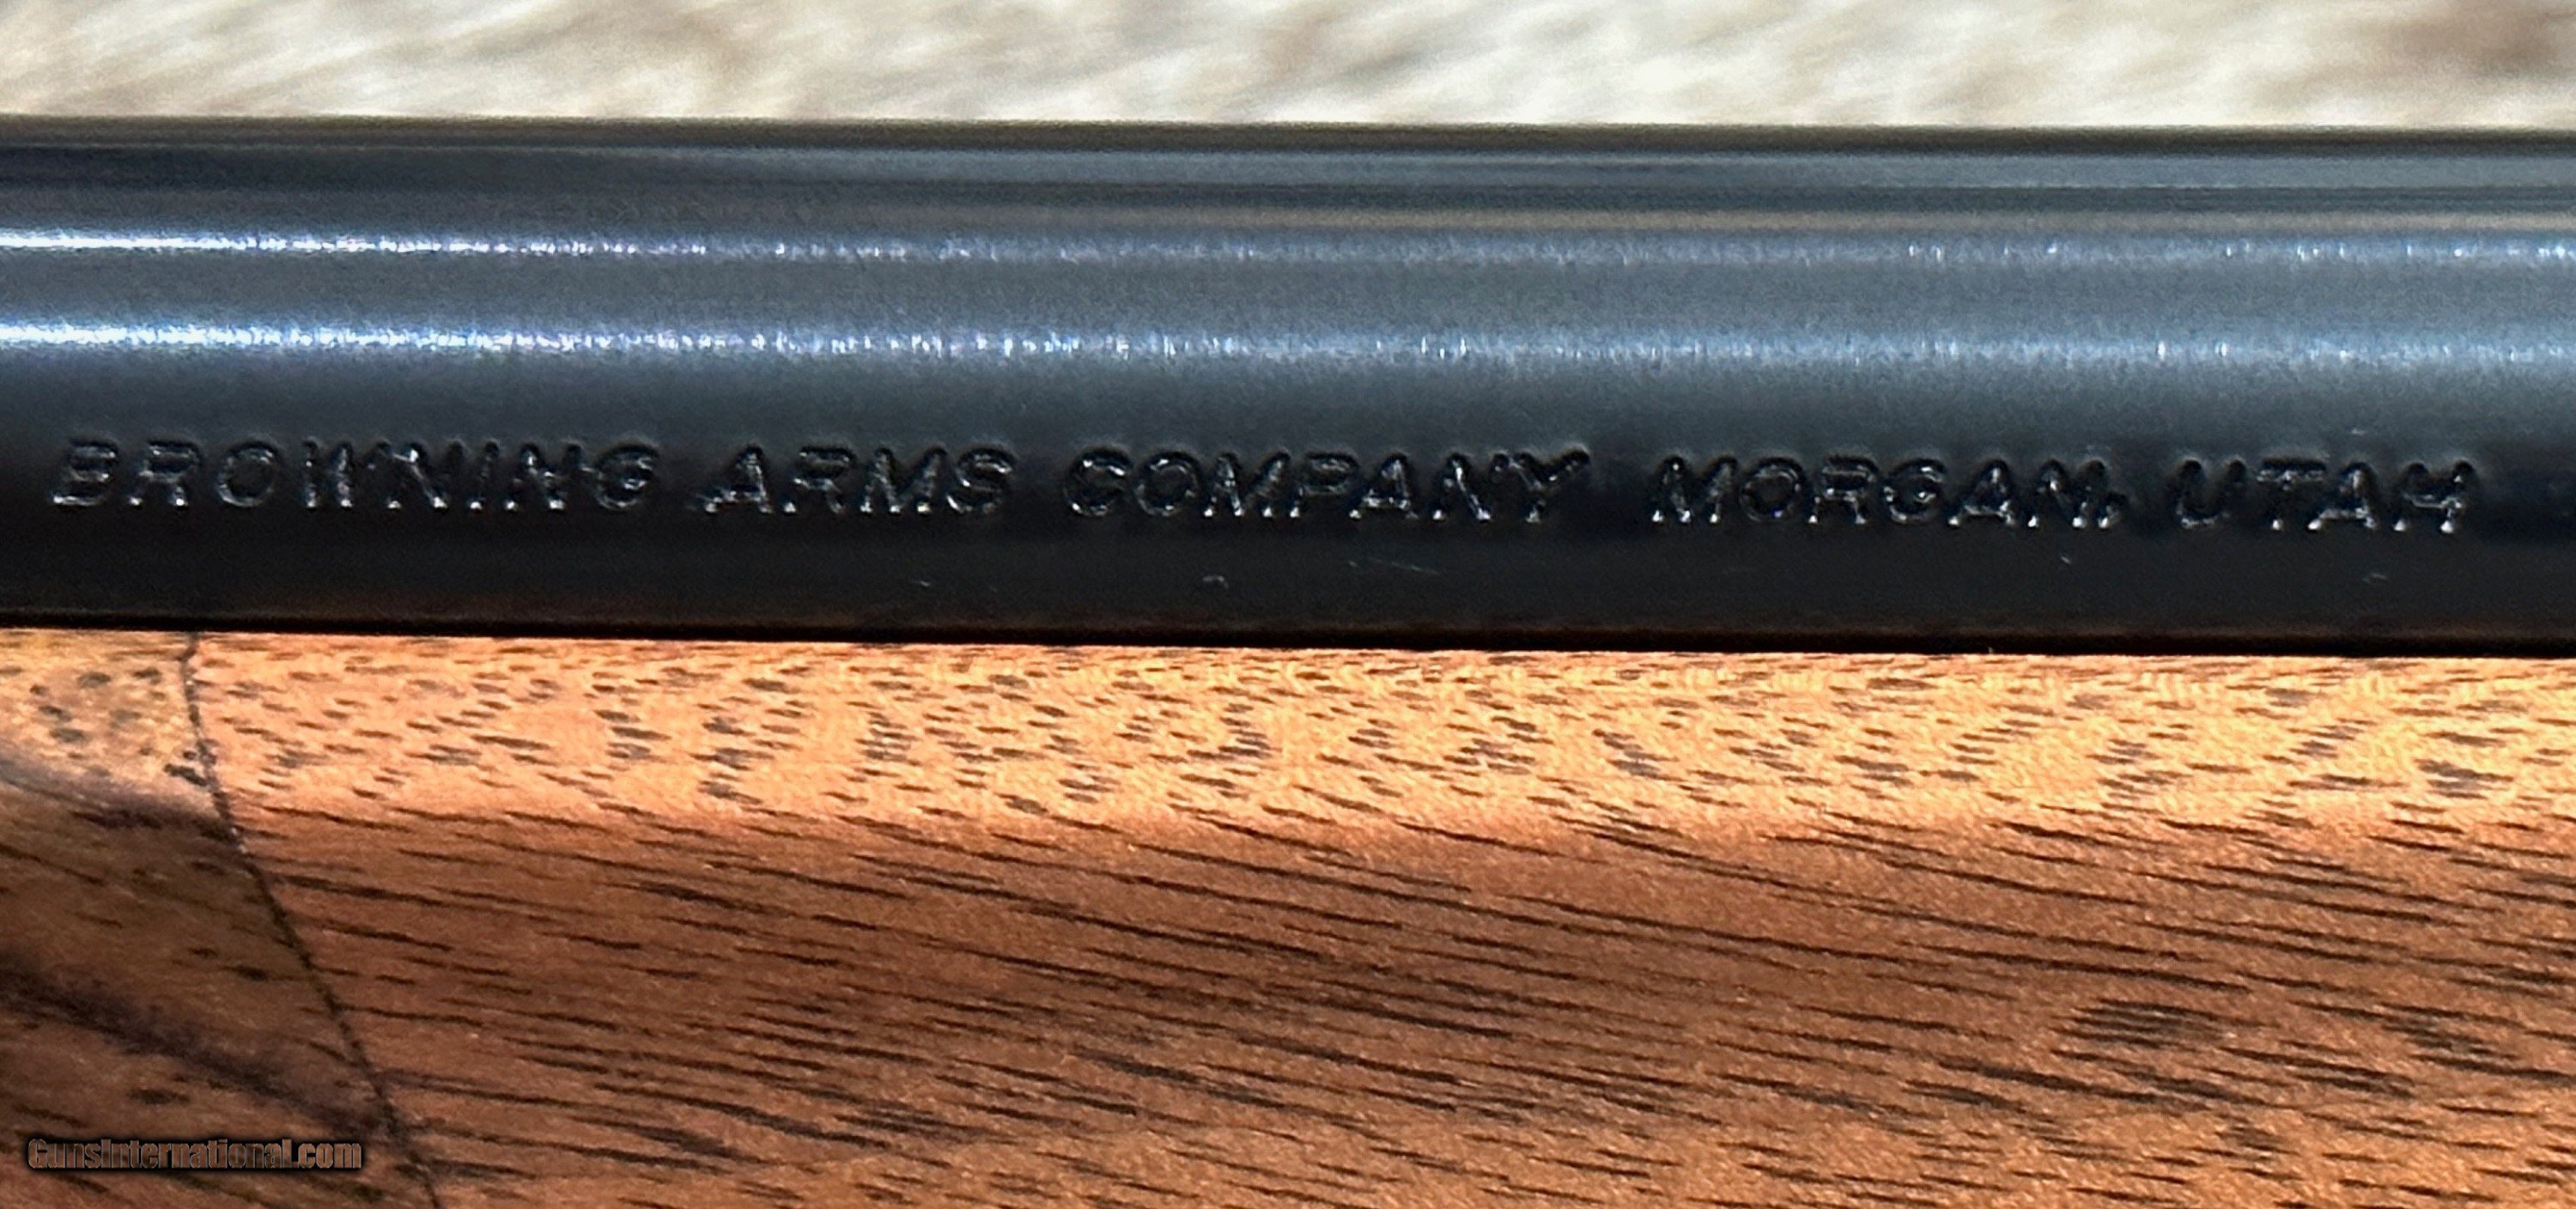 BROWNING ARMS COMPANY MORGAN, UTAH
GunsInternational.com